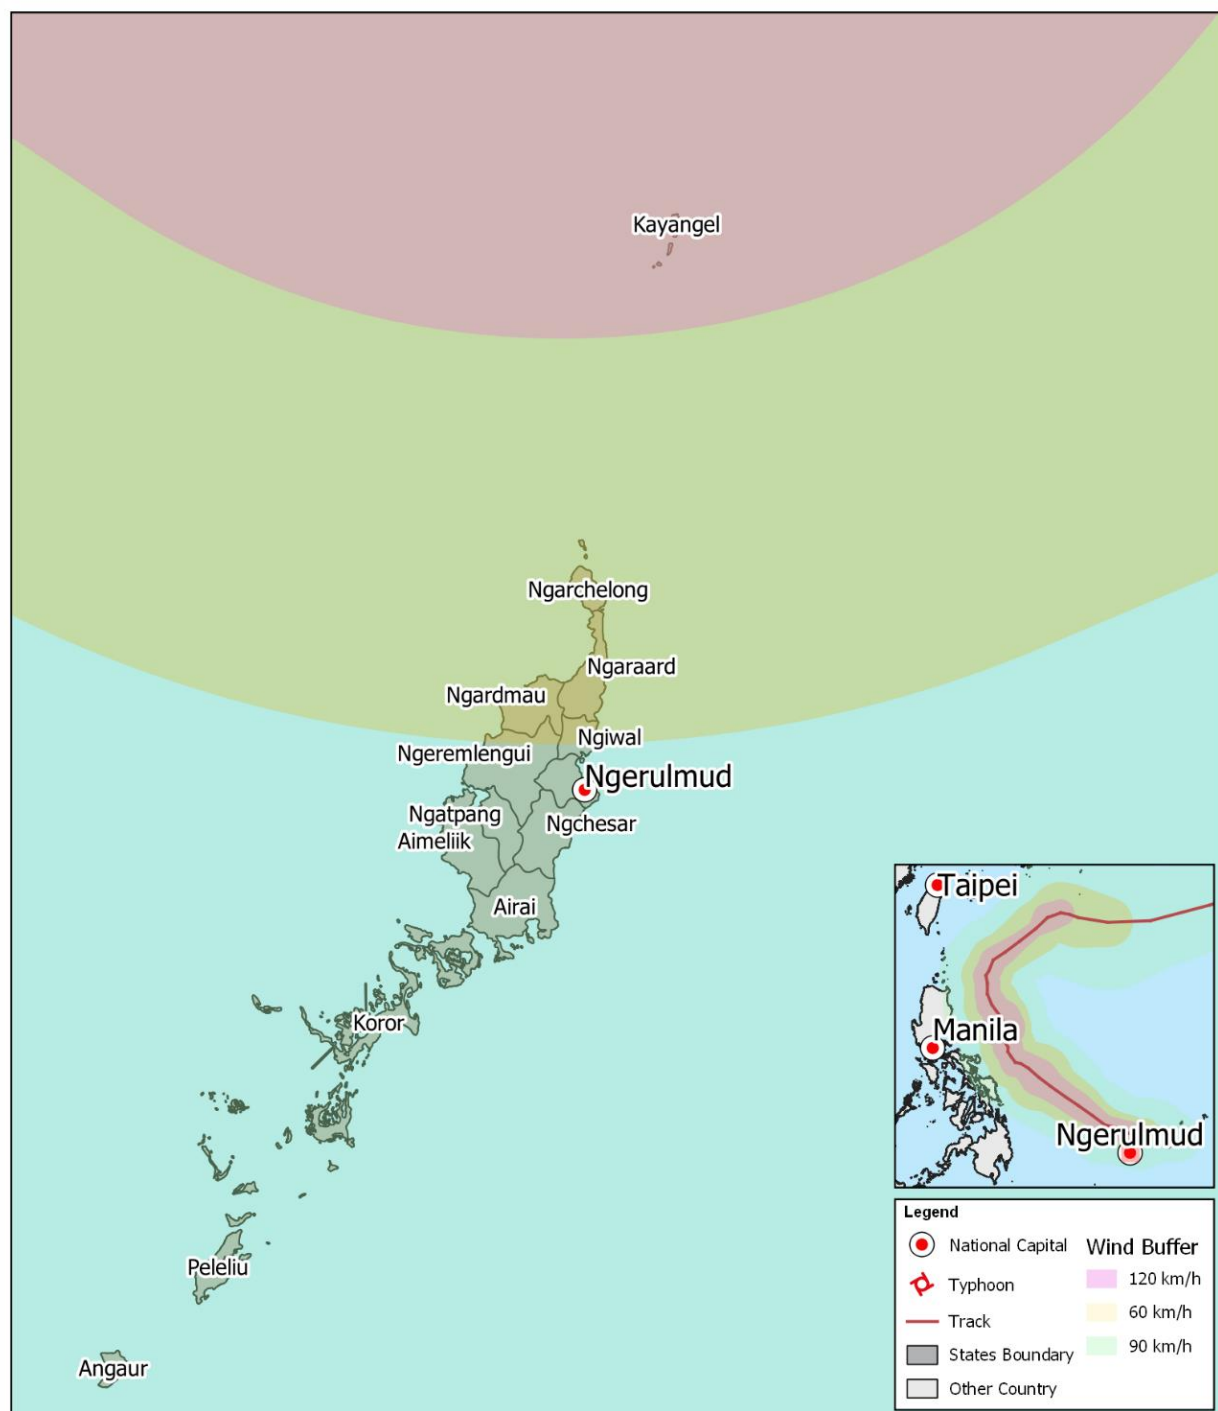 Kayangel
Ngarchelong
Ngaraard
Ngardmau
Ngiwal
Ngeremlengui
Ngerulmud
Ngatpang
Ngchesar
Aimeliik
Airai
Koror
Peleliu
Angaur
Taipei
Manila
Ngerulmud
Legend
National Capital
Typhoon
Track
States Boundary
Other Country
Wind Buffer
120 km/h
60 km/h
90 km/h